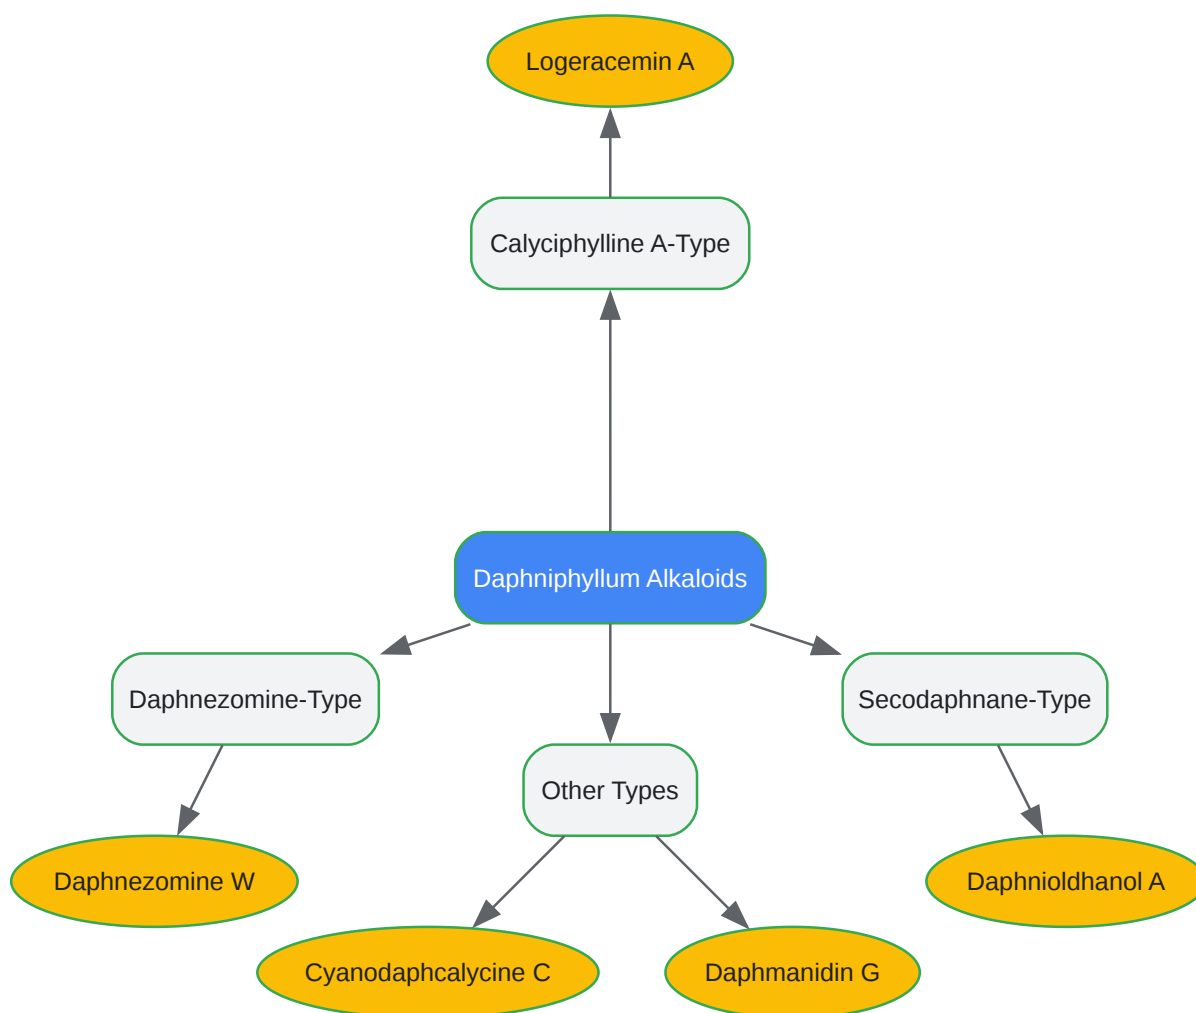 Logeracemin A
Calyciphylline A-Type
Daphniphyllum Alkaloids
Daphnezomine-Type
Secodaphnane-Type
Other Types
Daphnezomine W
Daphnioldhanol A
Cyanodaphcalycine C
Daphmanidin G